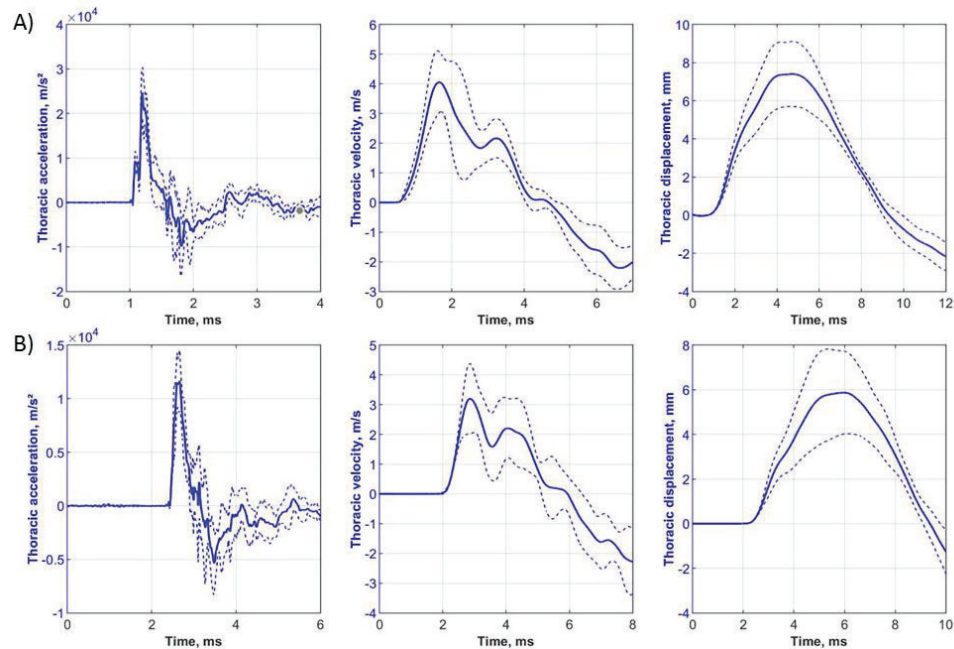 A)
×10⁴
4
3
2
1
0
-1
-2
Thoracic acceleration, m/s²
0 1 2 3 4
Time, ms
5
4
3
2
1
0
-1
-2
-3
Thoracic velocity, m/s
0 2 4 6
Time, ms
10
8
6
4
2
0
-2
-4
Thoracic displacement, mm
0 2 4 6 8 10 12
Time, ms
B)
×10⁴
1.5
1
0.5
0
-0.5
-1
Thoracic acceleration, m/s²
0 2 4 6
Time, ms
5
4
3
2
1
0
-1
-2
-3
-4
Thoracic velocity, m/s
0 2 4 6 8
Time, ms
8
6
4
2
0
-2
-4
Thoracic displacement, mm
0 2 4 6 8 10
Time, ms